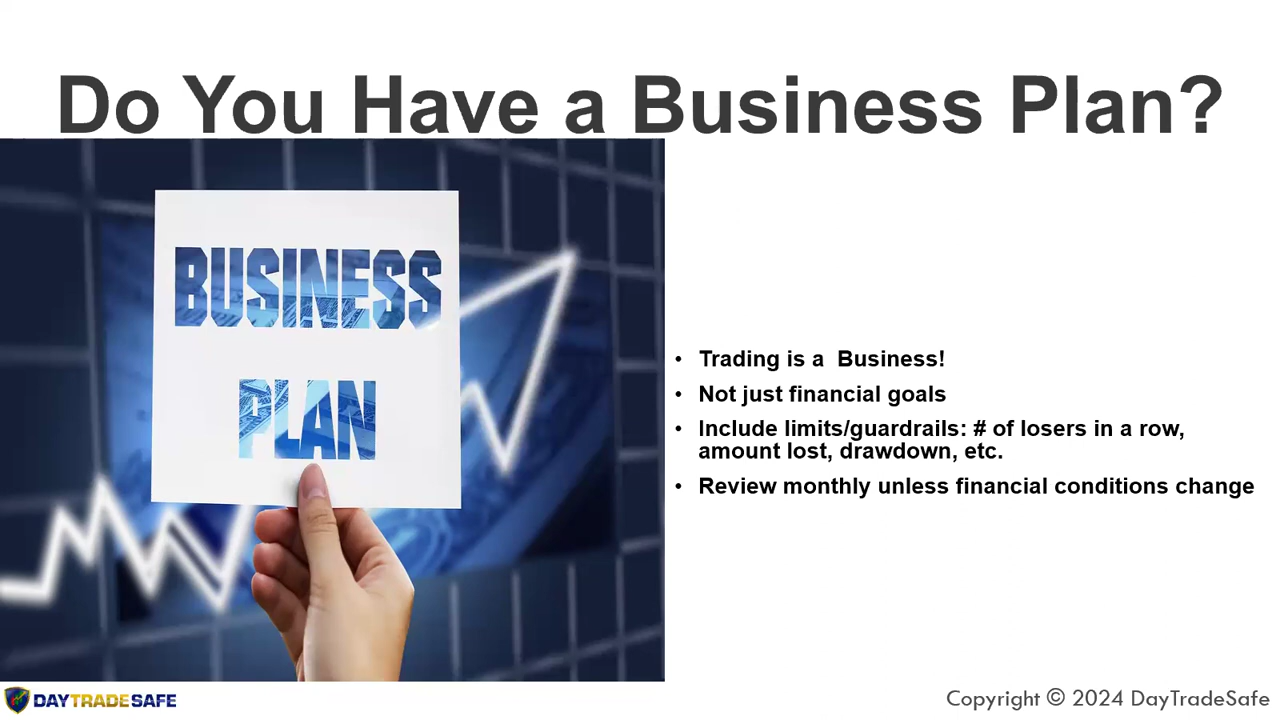 Do You Have a Business Plan?
BUSINESS
PLAN
• Trading is a  Business!
• Not just financial goals
• Include limits/guardrails: # of losers in a row,
amount lost, drawdown, etc.
• Review monthly unless financial conditions change
DAYTRADESAFE
Copyright © 2024 DayTradeSafe